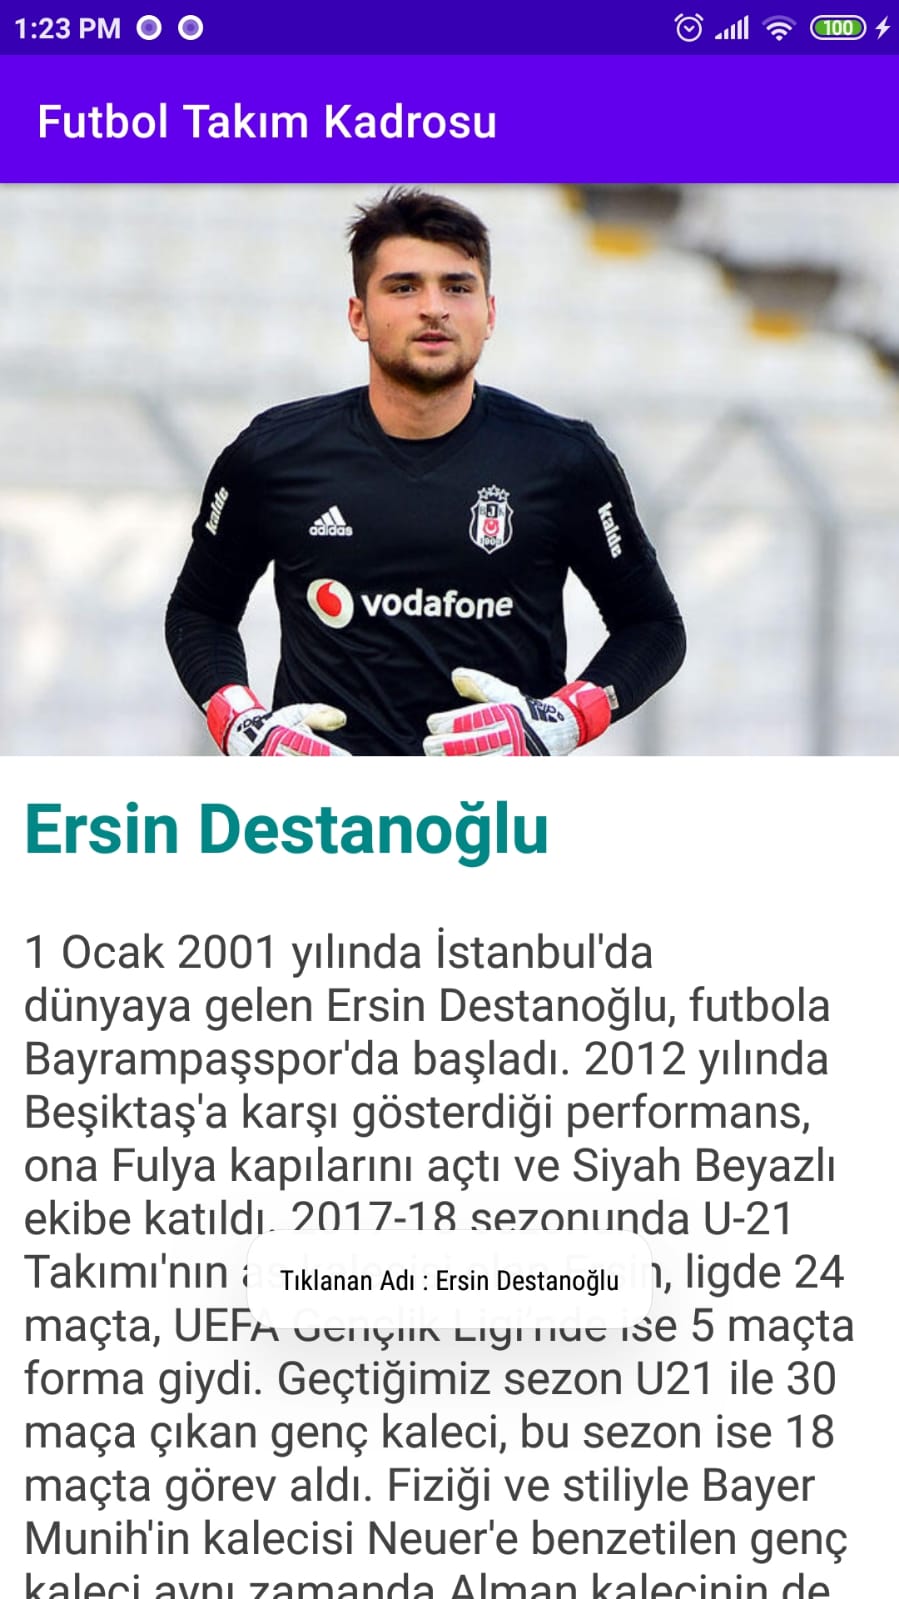 1:23 PM
100
Futbol Takım Kadrosu
kalde
adidas
BJK
kalde
vodafone
Ersin Destanoğlu
1 Ocak 2001 yılında İstanbul'da
dünyaya gelen Ersin Destanoğlu, futbola
Bayrampaşspor'da başladı. 2012 yılında
Beşiktaş'a karşı gösterdiği performans,
ona Fulya kapılarını açtı ve Siyah Beyazlı
ekibe katıldı. 2017-18 sezonunda U-21
Takımı'nın ligde 24
Tıklanan Adı : Ersin Destanoğlu
maçta, UEFA Gençlik Ligi'nde ise 5 maçta
forma giydi. Geçtiğimiz sezon U21 ile 30
maça çıkan genç kaleci, bu sezon ise 18
maçta görev aldı. Fiziği ve stiliyle Bayer
Munih'in kalecisi Neuer'e benzetilen genç
kaleci aynı zamanda Alman kalecinin de